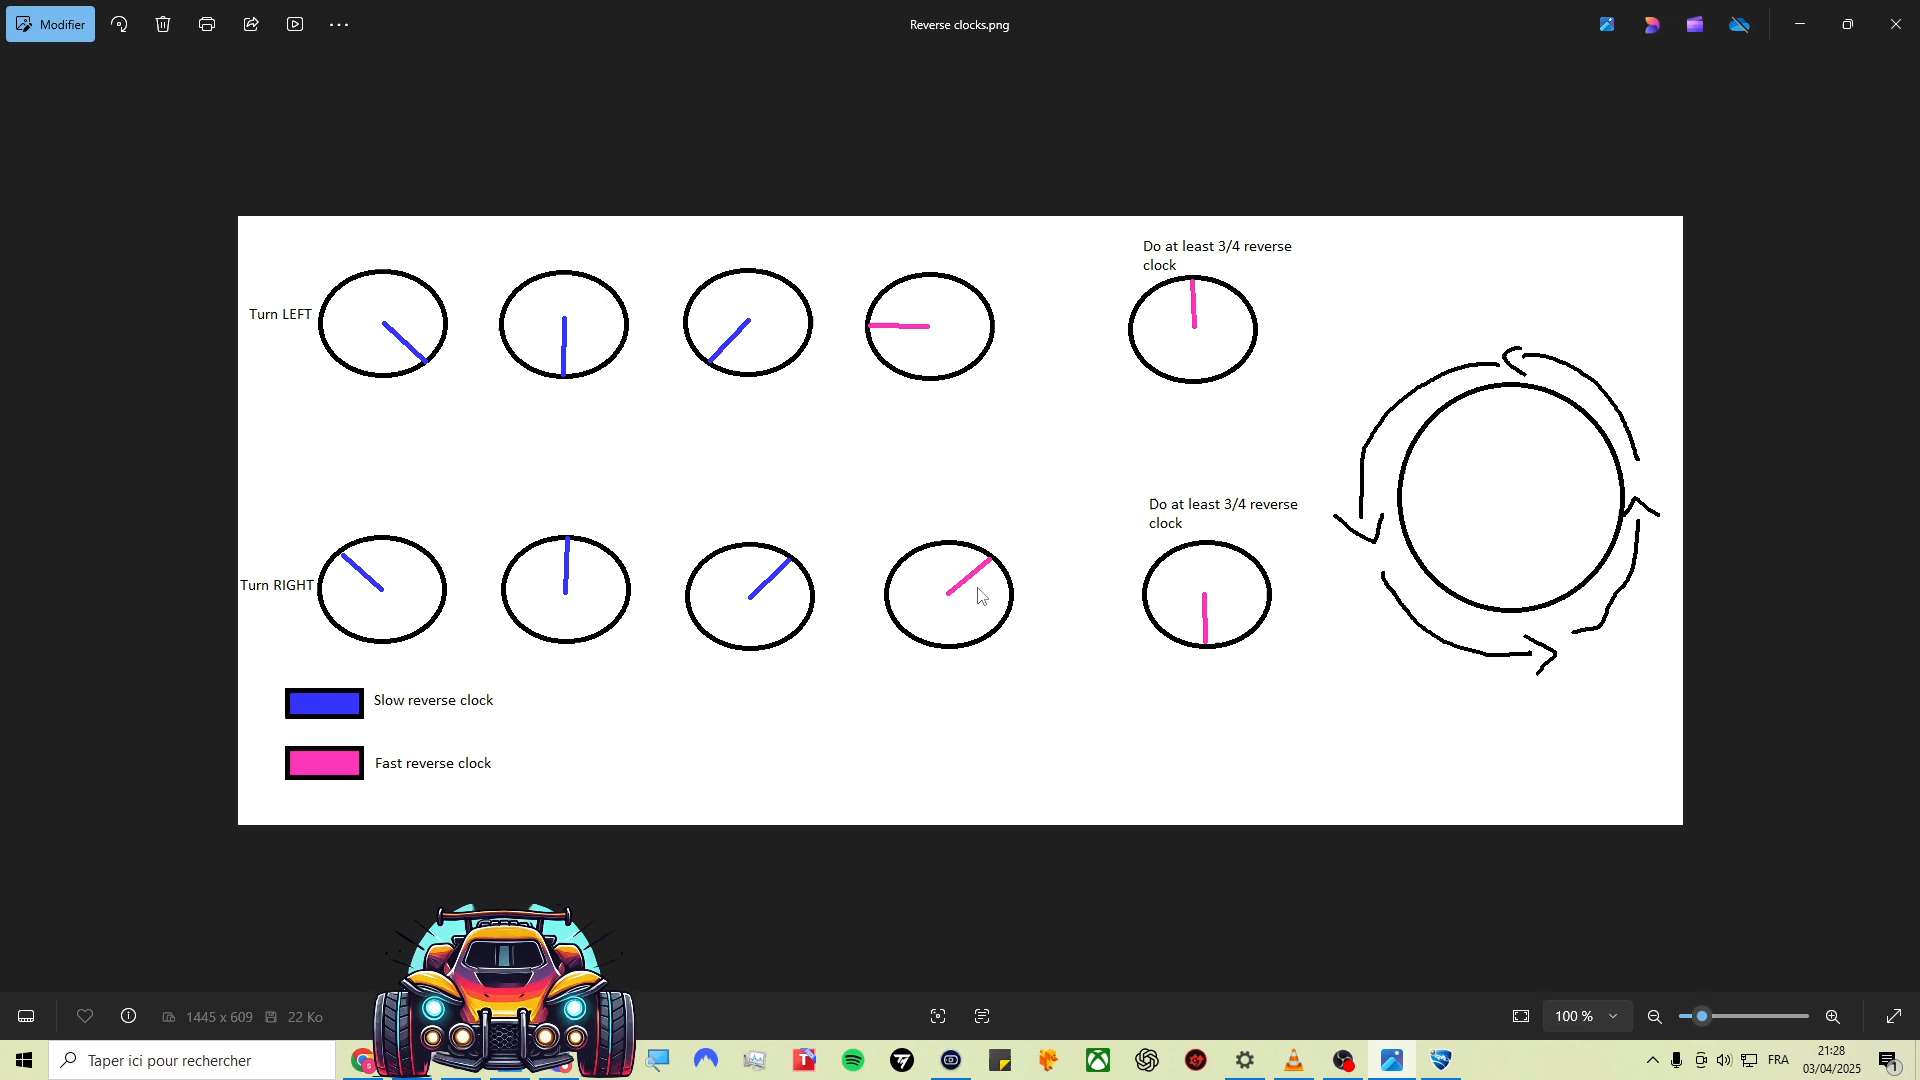 Modifier
Reverse clocks.png
Do at least 3/4 reverse
clock
Turn LEFT
Do at least 3/4 reverse
clock
Turn RIGHT
Slow reverse clock
Fast reverse clock
1445 x 609
22 Ko
100 %
Taper ici pour rechercher
FRA
21:28
03/04/2025
1